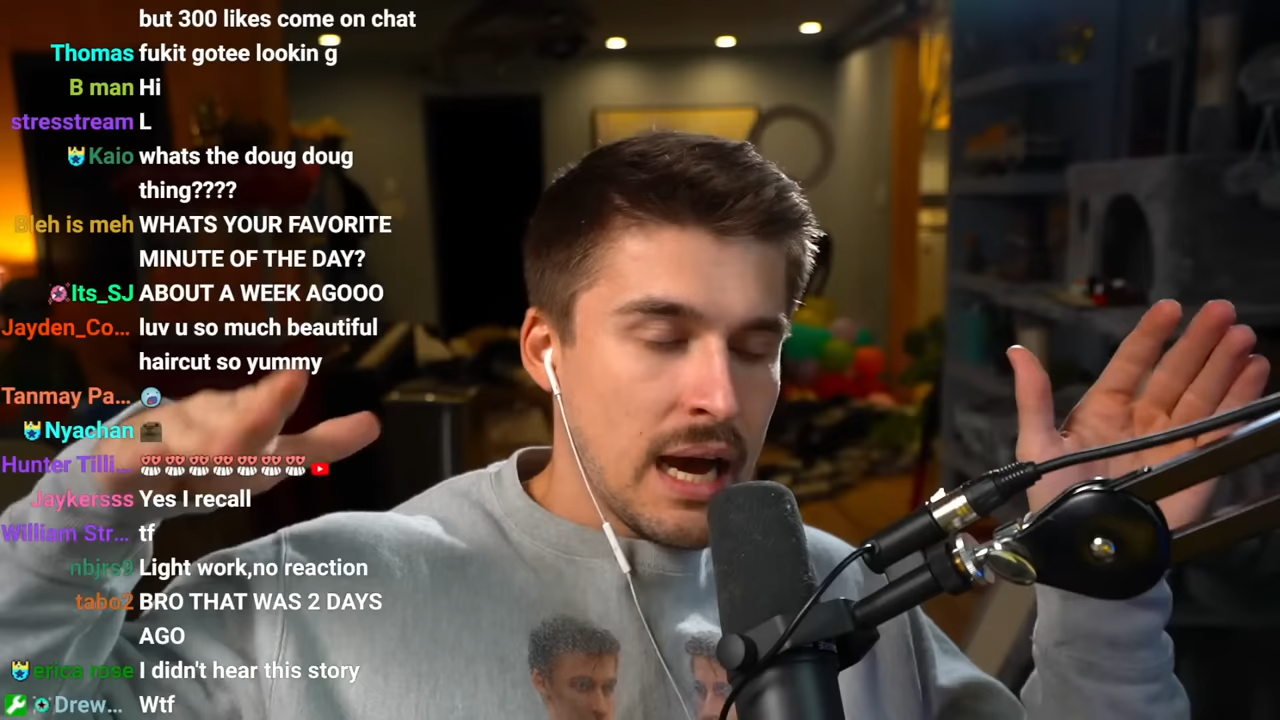 but 300 likes come on chat
Thomas fukit gotee lookin g
B man Hi
stresstream L
Kaio whats the doug doug
thing????
Bleh is meh WHATS YOUR FAVORITE
MINUTE OF THE DAY?
Its_SJ ABOUT A WEEK AGOOO
Jayden_Co... luv u so much beautiful
haircut so yummy
Tanmay Pa...
Nyachan
Hunter Tilli...
Jaykersss Yes I recall
William Str... tf
nbjrs9 Light work,no reaction
tabo2 BRO THAT WAS 2 DAYS
AGO
erica rose I didn't hear this story
Drew... Wtf